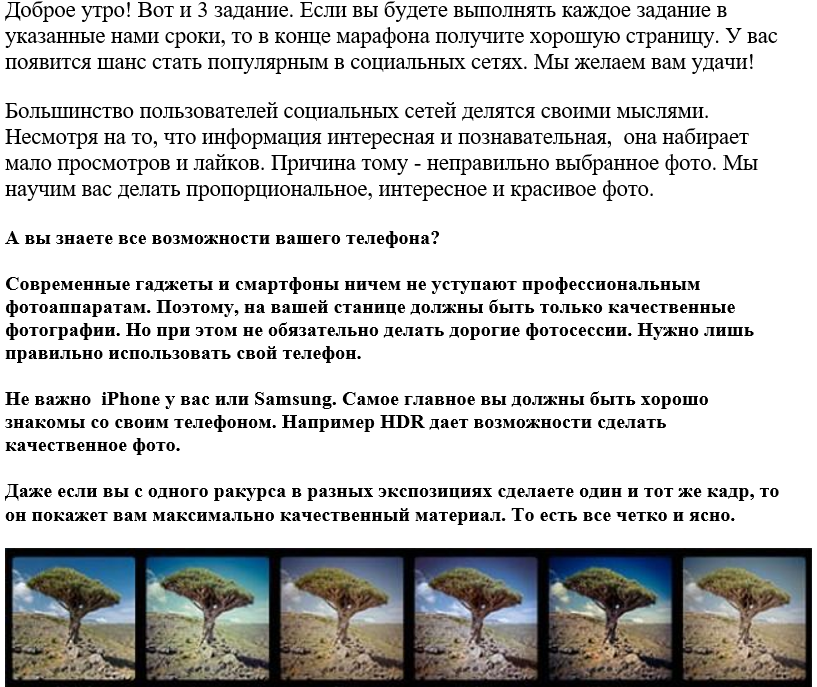 Доброе утро! Вот и 3 задание. Если вы будете выполнять каждое задание в
указанные нами сроки, то в конце марафона получите хорошую страницу. У вас
появится шанс стать популярным в социальных сетях. Мы желаем вам удачи!
Большинство пользователей социальных сетей делятся своими мыслями.
Несмотря на то, что информация интересная и познавательная,  она набирает
мало просмотров и лайков. Причина тому - неправильно выбранное фото. Мы
научим вас делать пропорциональное, интересное и красивое фото.
А вы знаете все возможности вашего телефона?
Современные гаджеты и смартфоны ничем не уступают профессиональным
фотоаппаратам. Поэтому, на вашей станице должны быть только качественные
фотографии. Но при этом не обязательно делать дорогие фотосессии. Нужно лишь
правильно использовать свой телефон.
Не важно  iPhone у вас или Samsung. Самое главное вы должны быть хорошо
знакомы со своим телефоном. Например HDR дает возможности сделать
качественное фото.
Даже если вы с одного ракурса в разных экспозициях сделаете один и тот же кадр, то
он покажет вам максимально качественный материал. То есть все четко и ясно.